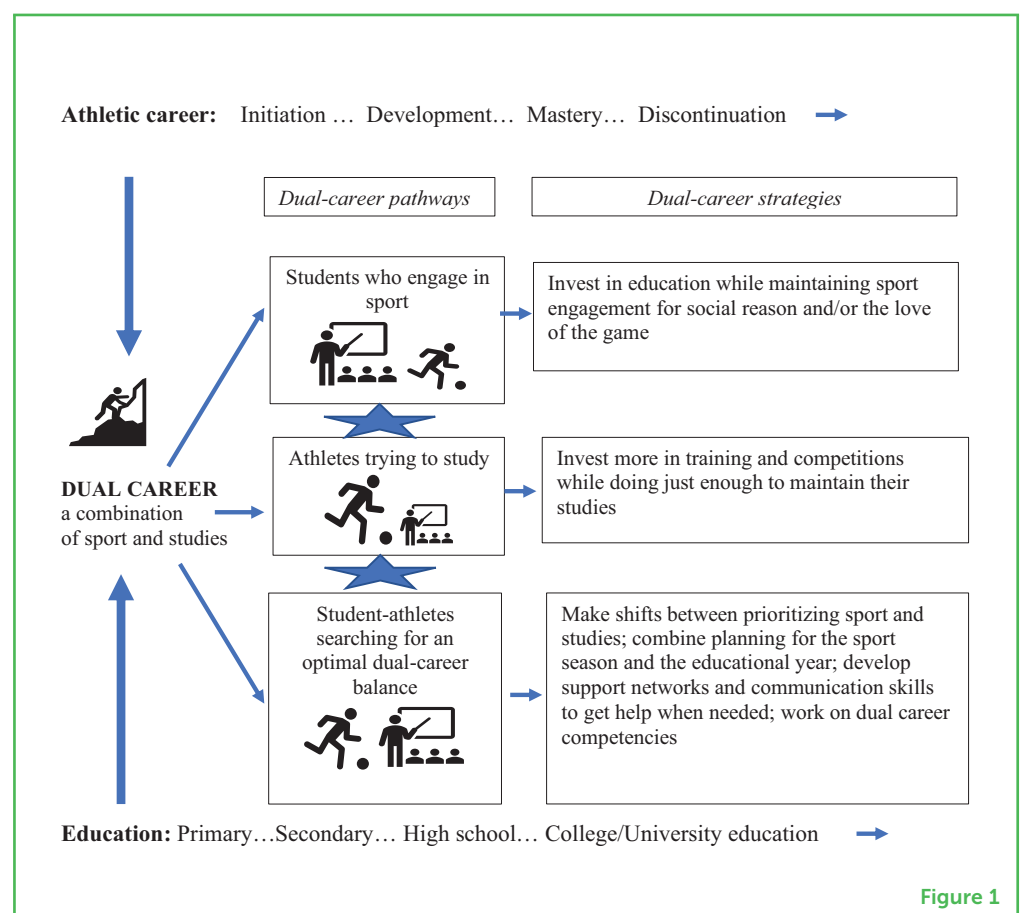 Athletic career: Initiation … Development… Mastery… Discontinuation
Dual-career pathways
Dual-career strategies
Students who engage in
sport
Invest in education while maintaining sport
engagement for social reason and/or the love
of the game
Athletes trying to study
Invest more in training and competitions
while doing just enough to maintain their
studies
DUAL CAREER
a combination
of sport and studies
Student-athletes
searching for an
optimal dual-career
balance
Make shifts between prioritizing sport and
studies; combine planning for the sport
season and the educational year; develop
support networks and communication skills
to get help when needed; work on dual career
competencies
Education: Primary…Secondary… High school… College/University education
Figure 1